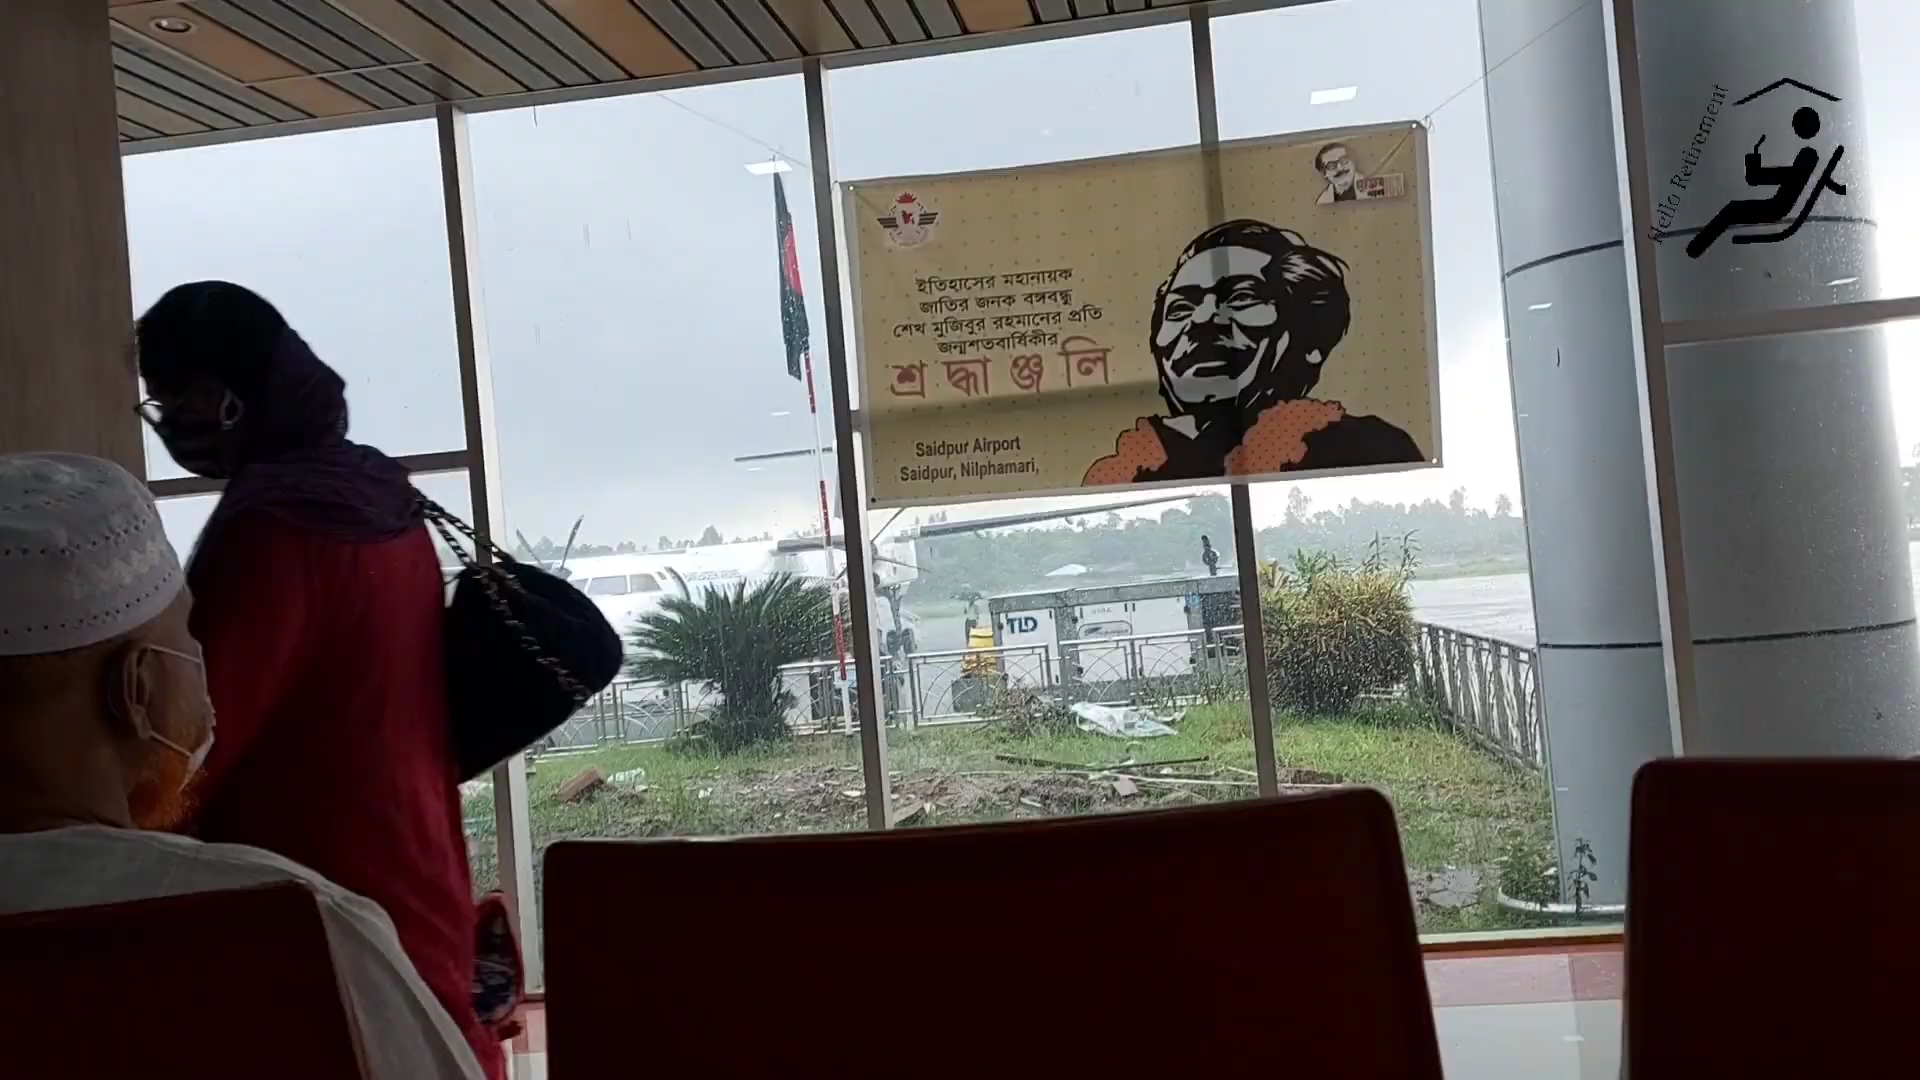 ইতিহাসের মহানায়ক
জাতির জনক বঙ্গবন্ধু
শেখ মুজিবুর রহমানের প্রতি
জন্মশতবার্ষিকীর
শ্রদ্ধাঞ্জলি
Saidpur Airport
Saidpur, Nilphamari,
TLD
Hello Retirement